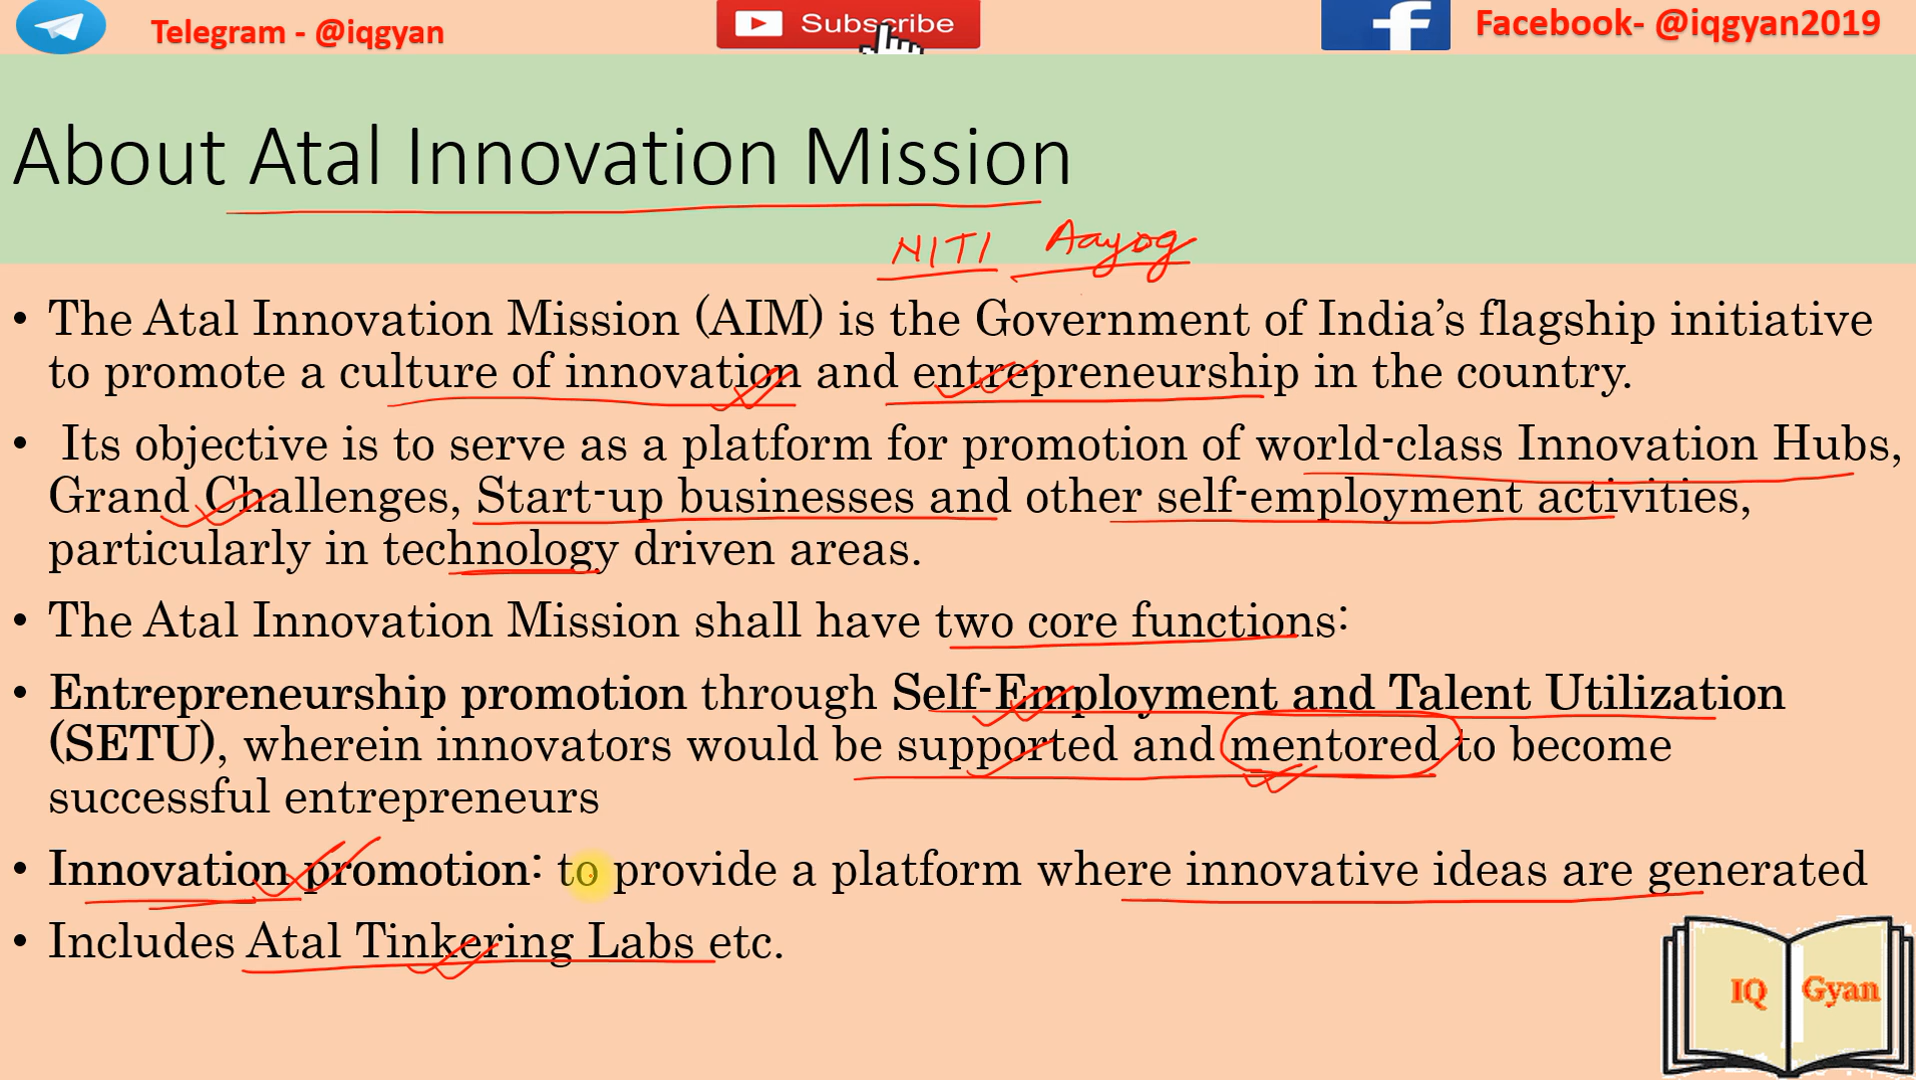 Telegram - @iqgyan
Subscribe
Facebook- @iqgyan2019
About Atal Innovation Mission
NITI Aayog
• The Atal Innovation Mission (AIM) is the Government of India’s flagship initiative
to promote a culture of innovation and entrepreneurship in the country.
• Its objective is to serve as a platform for promotion of world-class Innovation Hubs,
Grand Challenges, Start-up businesses and other self-employment activities,
particularly in technology driven areas.
• The Atal Innovation Mission shall have two core functions:
• Entrepreneurship promotion through Self-Employment and Talent Utilization
(SETU), wherein innovators would be supported and mentored to become
successful entrepreneurs
• Innovation promotion: to provide a platform where innovative ideas are generated
• Includes Atal Tinkering Labs etc.
IQ Gyan